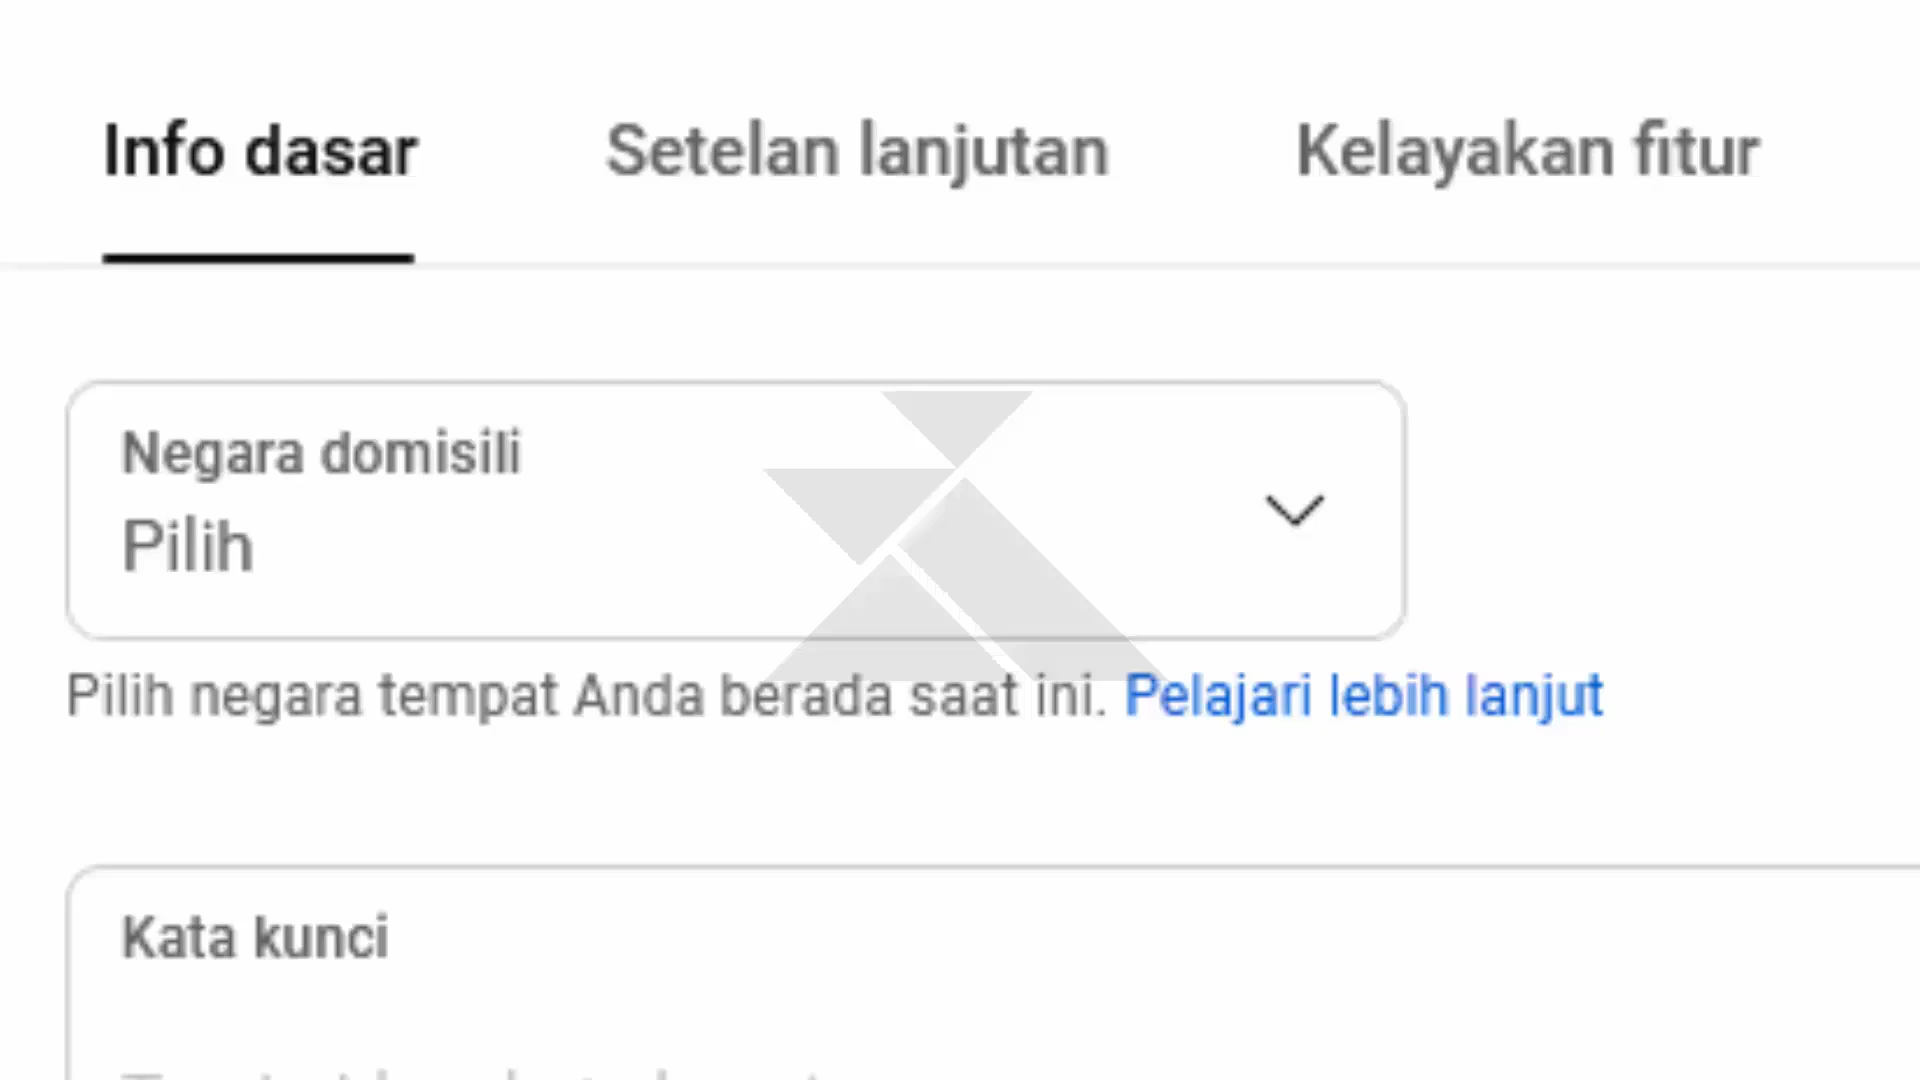 Info dasar Setelan lanjutan Kelayakan fitur
Negara domisili
Pilih
Pilih negara tempat Anda berada saat ini. Pelajari lebih lanjut
Kata kunci